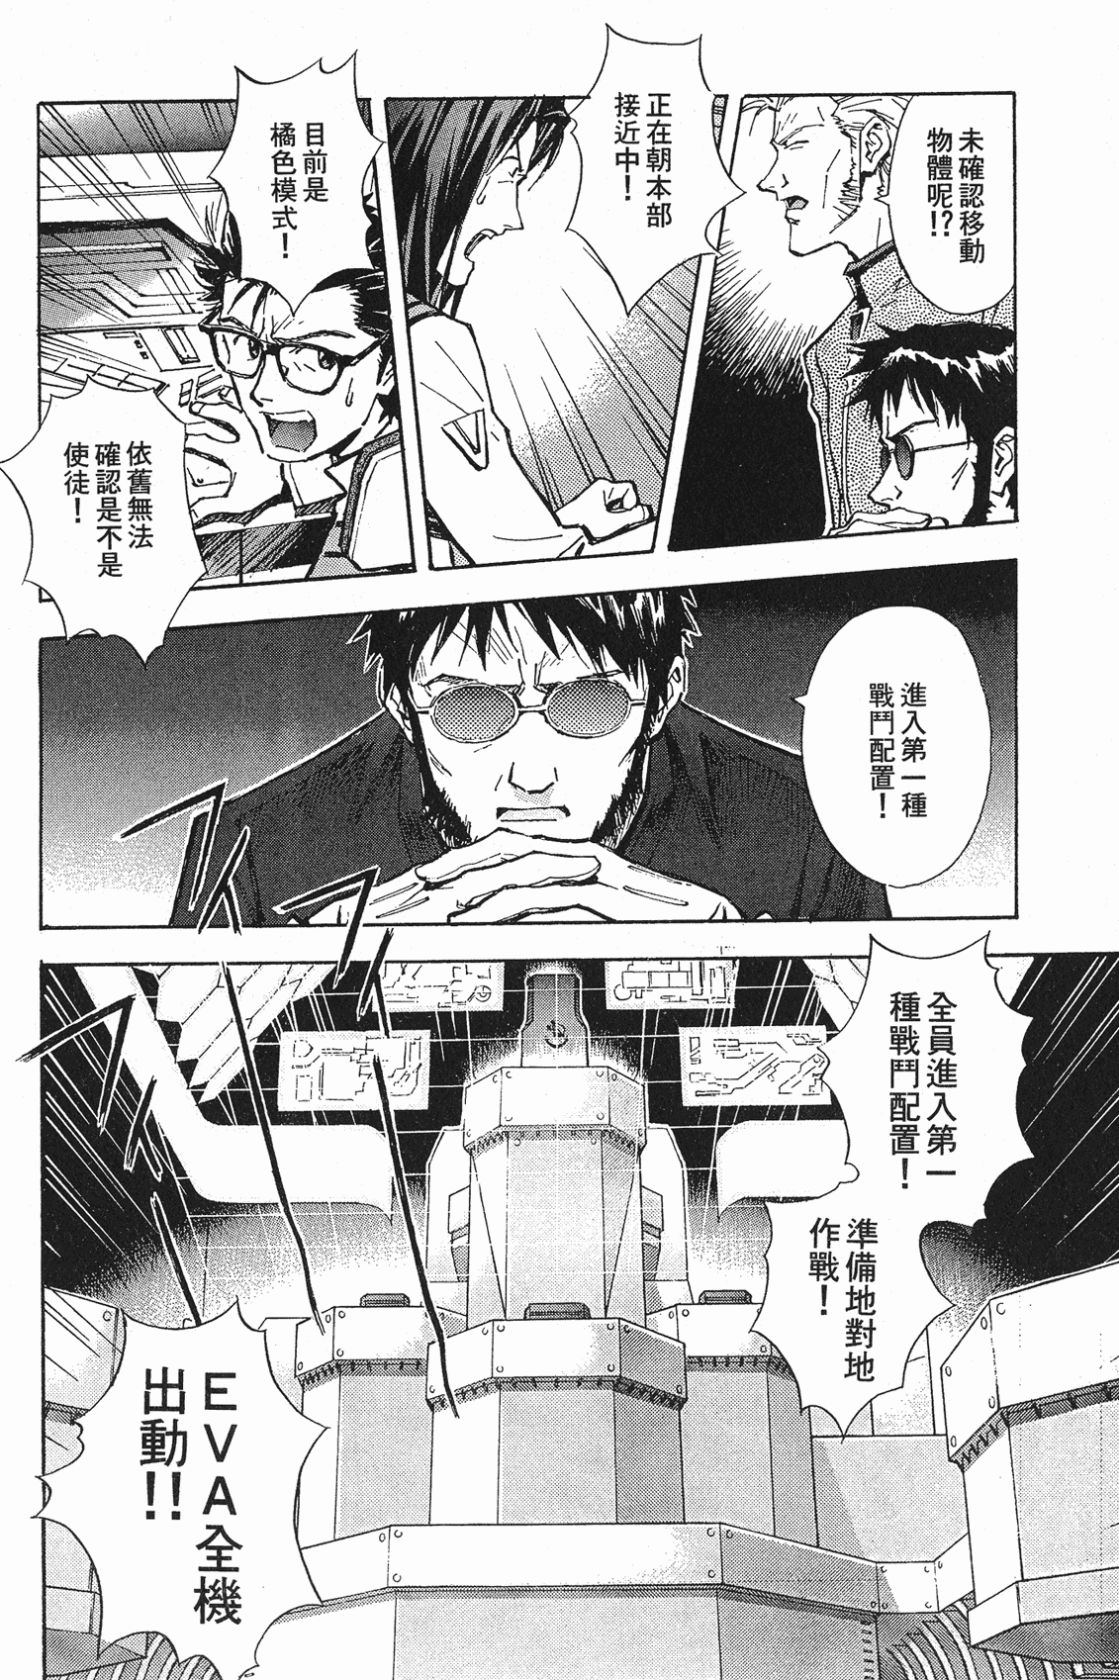 未確認移動
物體呢!?
正在朝本部
接近中!
目前是
橘色模式!
依舊無法
確認是不是
使徒!
進入第一種
戰鬥配置!
全員進入第一
種戰鬥配置!
準備地對地
作戰!
EVA全機
出動!!